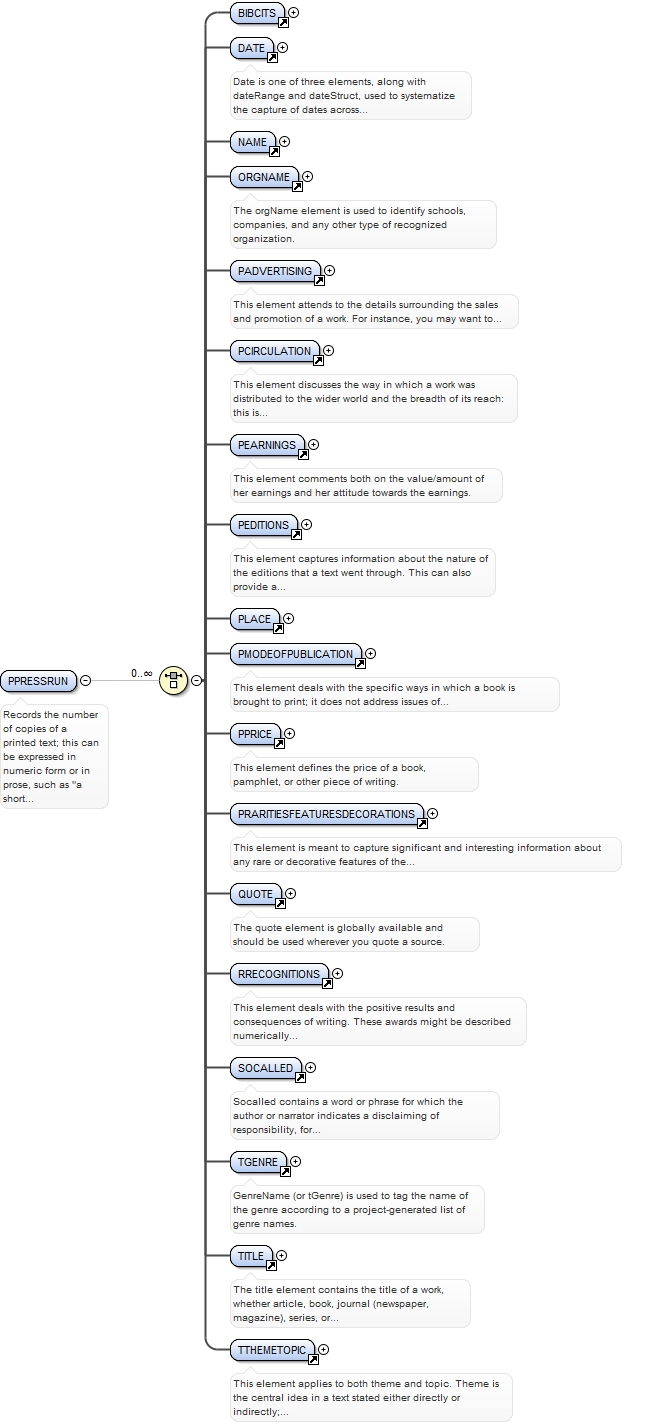 BIBCITS
DATE
Date is one of three elements, along with
dateRange and dateStruct, used to systematize
the capture of dates across...
NAME
ORGNAME
The orgName element is used to identify schools,
companies, and any other type of recognized
organization.
PADVERTISING
This element attends to the details surrounding the sales
and promotion of a work. For instance, you may want to...
PCIRCULATION
This element discusses the way in which a work was
distributed to the wider world and the breadth of its reach:
this is...
PEARNINGS
This element comments both on the value/amount of
her earnings and her attitude towards the earnings.
PEDITIONS
This element captures information about the nature of
the editions that a text went through. This can also
provide a...
PLACE
PMODEOFPUBLICATION
This element deals with the specific ways in which a book is
brought to print; it does not address issues of...
PPRESSRUN
0..∞
Records the number
of copies of a
printed text; this can
be expressed in
numeric form or in
prose, such as "a
short...
PPRICE
This element defines the price of a book,
pamphlet, or other piece of writing.
PRARITIESFEATURESDECORATIONS
This element is meant to capture significant and interesting information about
any rare or decorative features of the...
QUOTE
The quote element is globally available and
should be used wherever you quote a source.
RRECOGNITIONS
This element deals with the positive results and
consequences of writing. These awards might be described
numerically...
SOCALLED
Socalled contains a word or phrase for which the
author or narrator indicates a disclaiming of
responsibility, for...
TGENRE
GenreName (or tGenre) is used to tag the name of
the genre according to a project-generated list of
genre names.
TITLE
The title element contains the title of a work,
whether article, book, journal (newspaper,
magazine), series, or...
TTHEMETOPIC
This element applies to both theme and topic. Theme is
the central idea in a text stated either directly or
indirectly;...